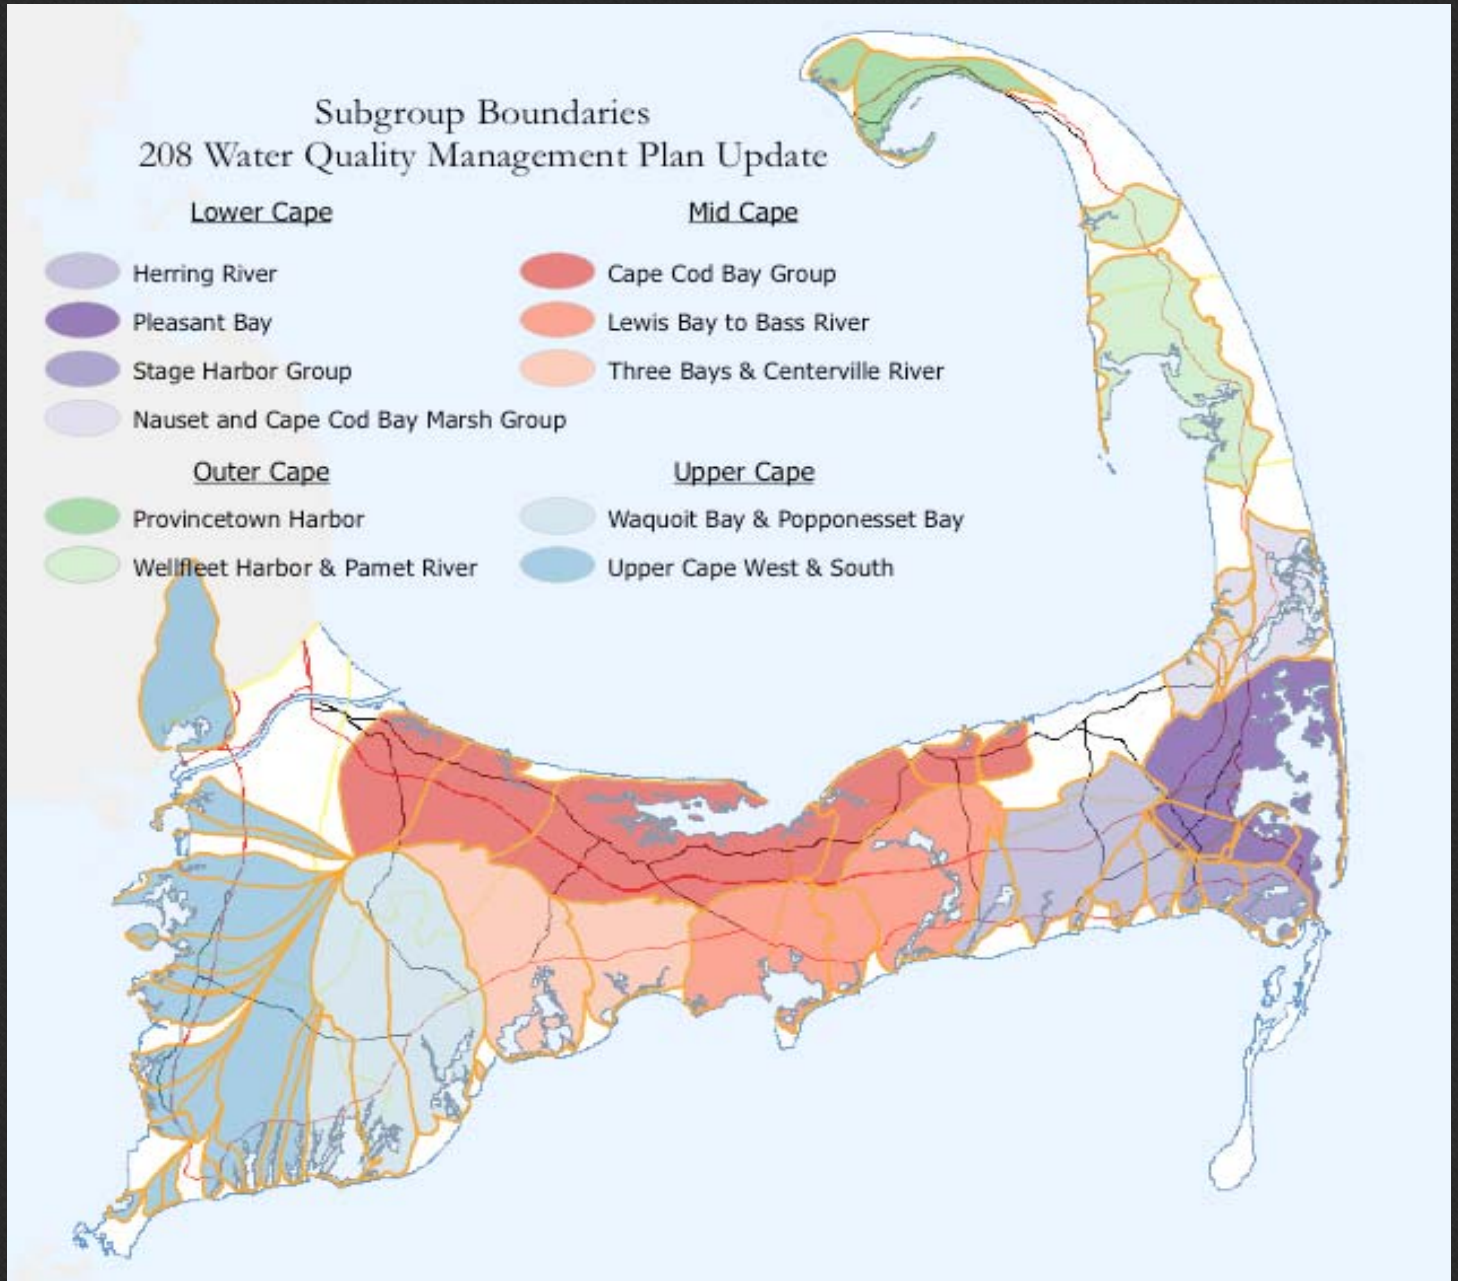 Subgroup Boundaries
208 Water Quality Management Plan Update
Lower Cape
Herring River
Pleasant Bay
Stage Harbor Group
Nauset and Cape Cod Bay Marsh Group
Mid Cape
Cape Cod Bay Group
Lewis Bay to Bass River
Three Bays & Centerville River
Outer Cape
Provincetown Harbor
Wellfleet Harbor & Pamet River
Upper Cape
Waquoit Bay & Popponesset Bay
Upper Cape West & South